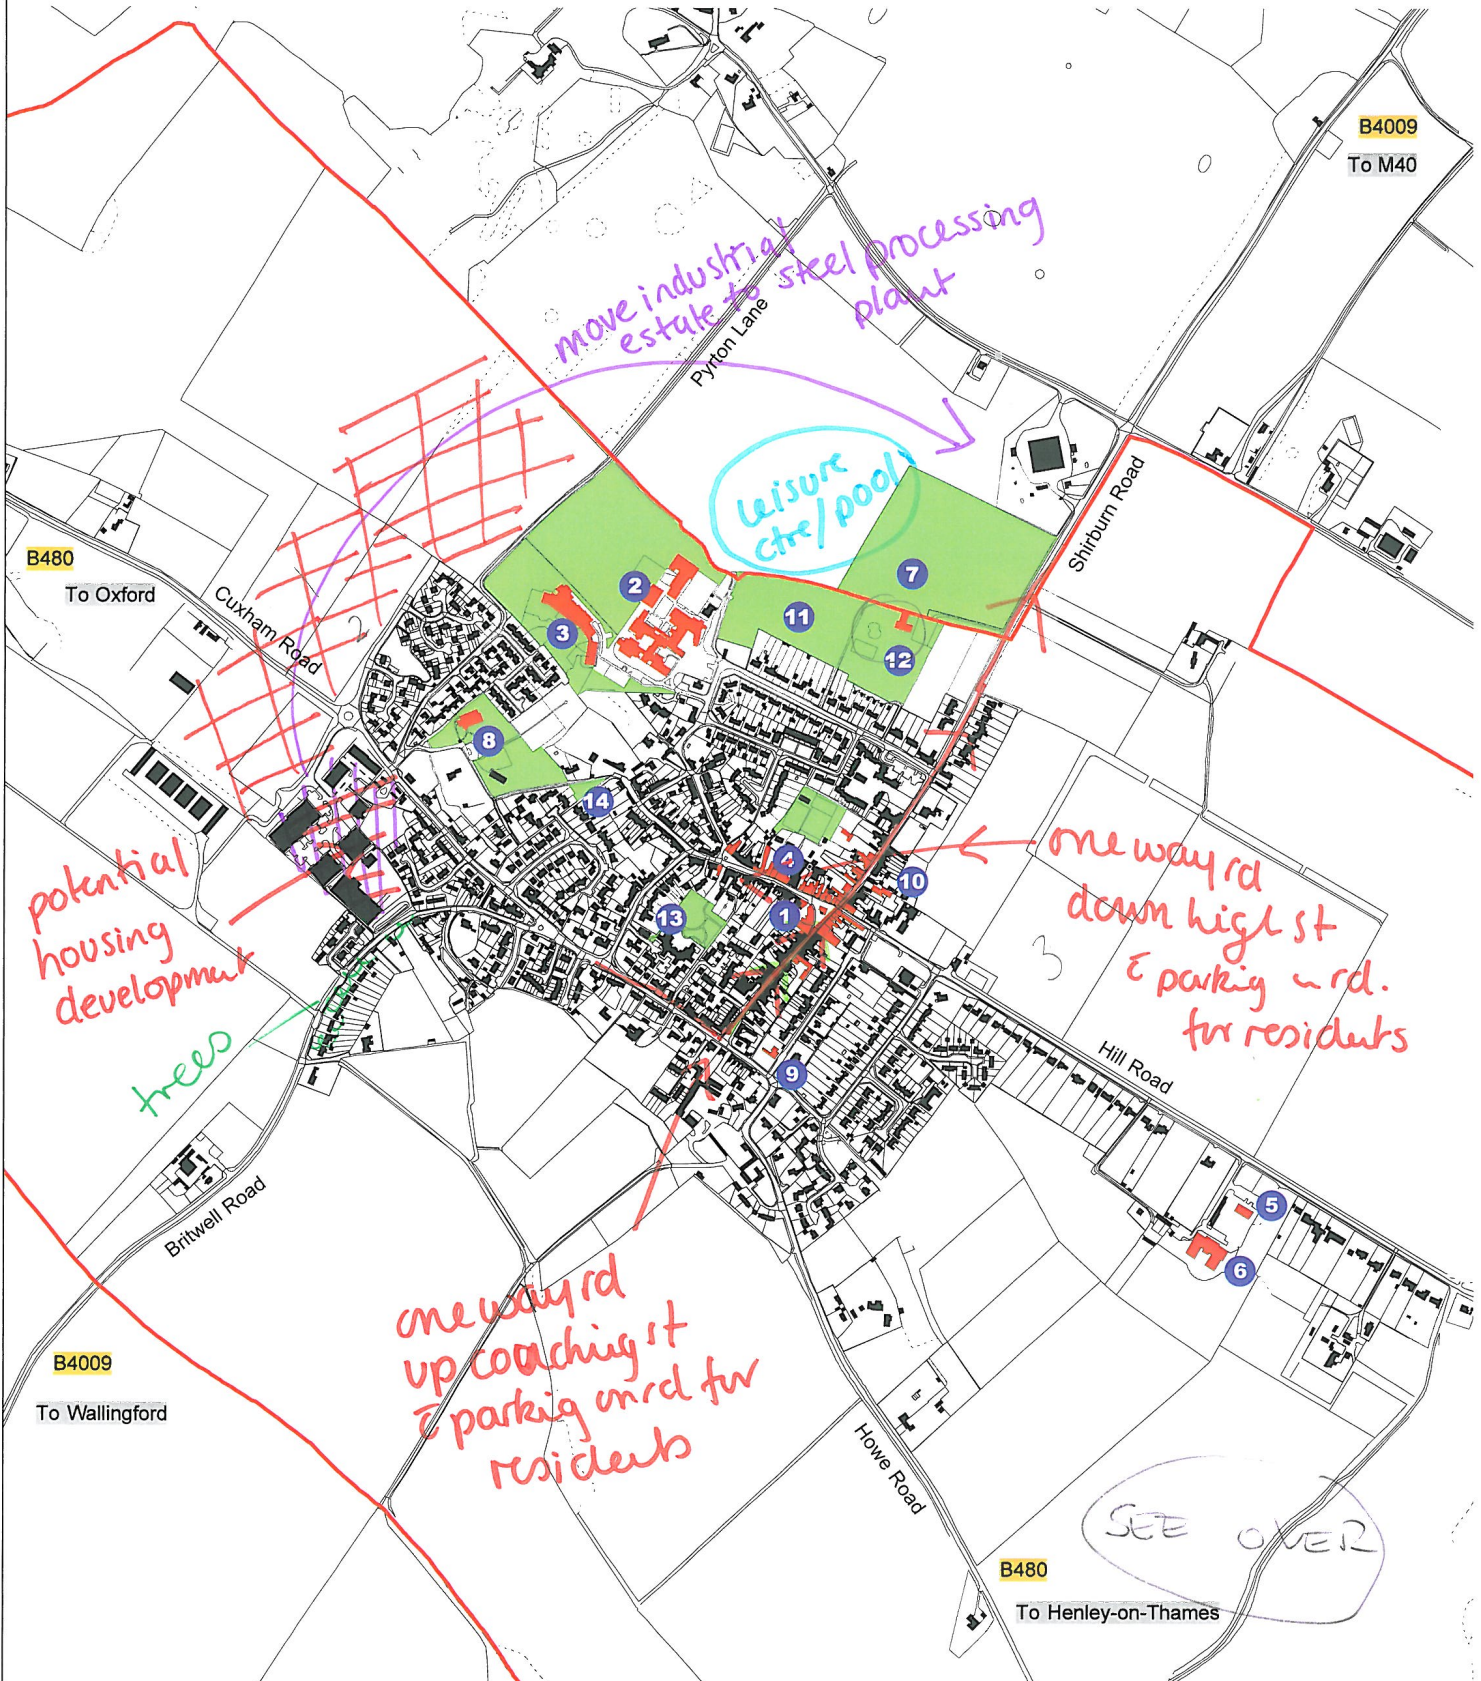 B4009
To M40
move industrial
estate to steel processing
plant
Pyrton Lane
Leisure
ctre/pool
Shirburn Road
B480
To Oxford
Cuxham Road
2
7
2
11
3
12
8
14
4
10
13
1
one way rd
down high st
c̄ parkig on rd.
for residents
3
potential
housing
development
trees
9
Hill Road
Britwell Road
5
6
one way rd
up couching st
c̄ parkig on rd for
residents
B4009
To Wallingford
Howe Road
SEE OVER
B480
To Henley-on-Thames